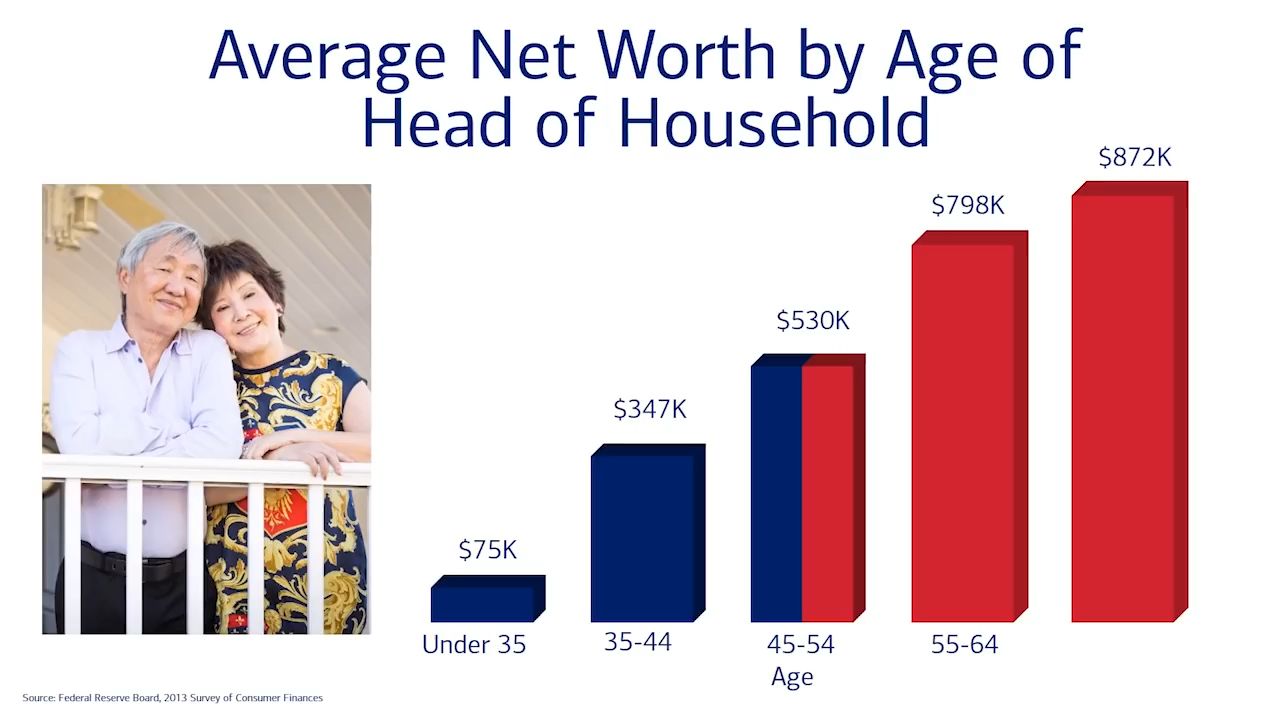 Average Net Worth by Age of
Head of Household
$872K
$798K
$530K
$347K
$75K
Under 35
35-44
45-54
55-64
Age
Source: Federal Reserve Board, 2013 Survey of Consumer Finances